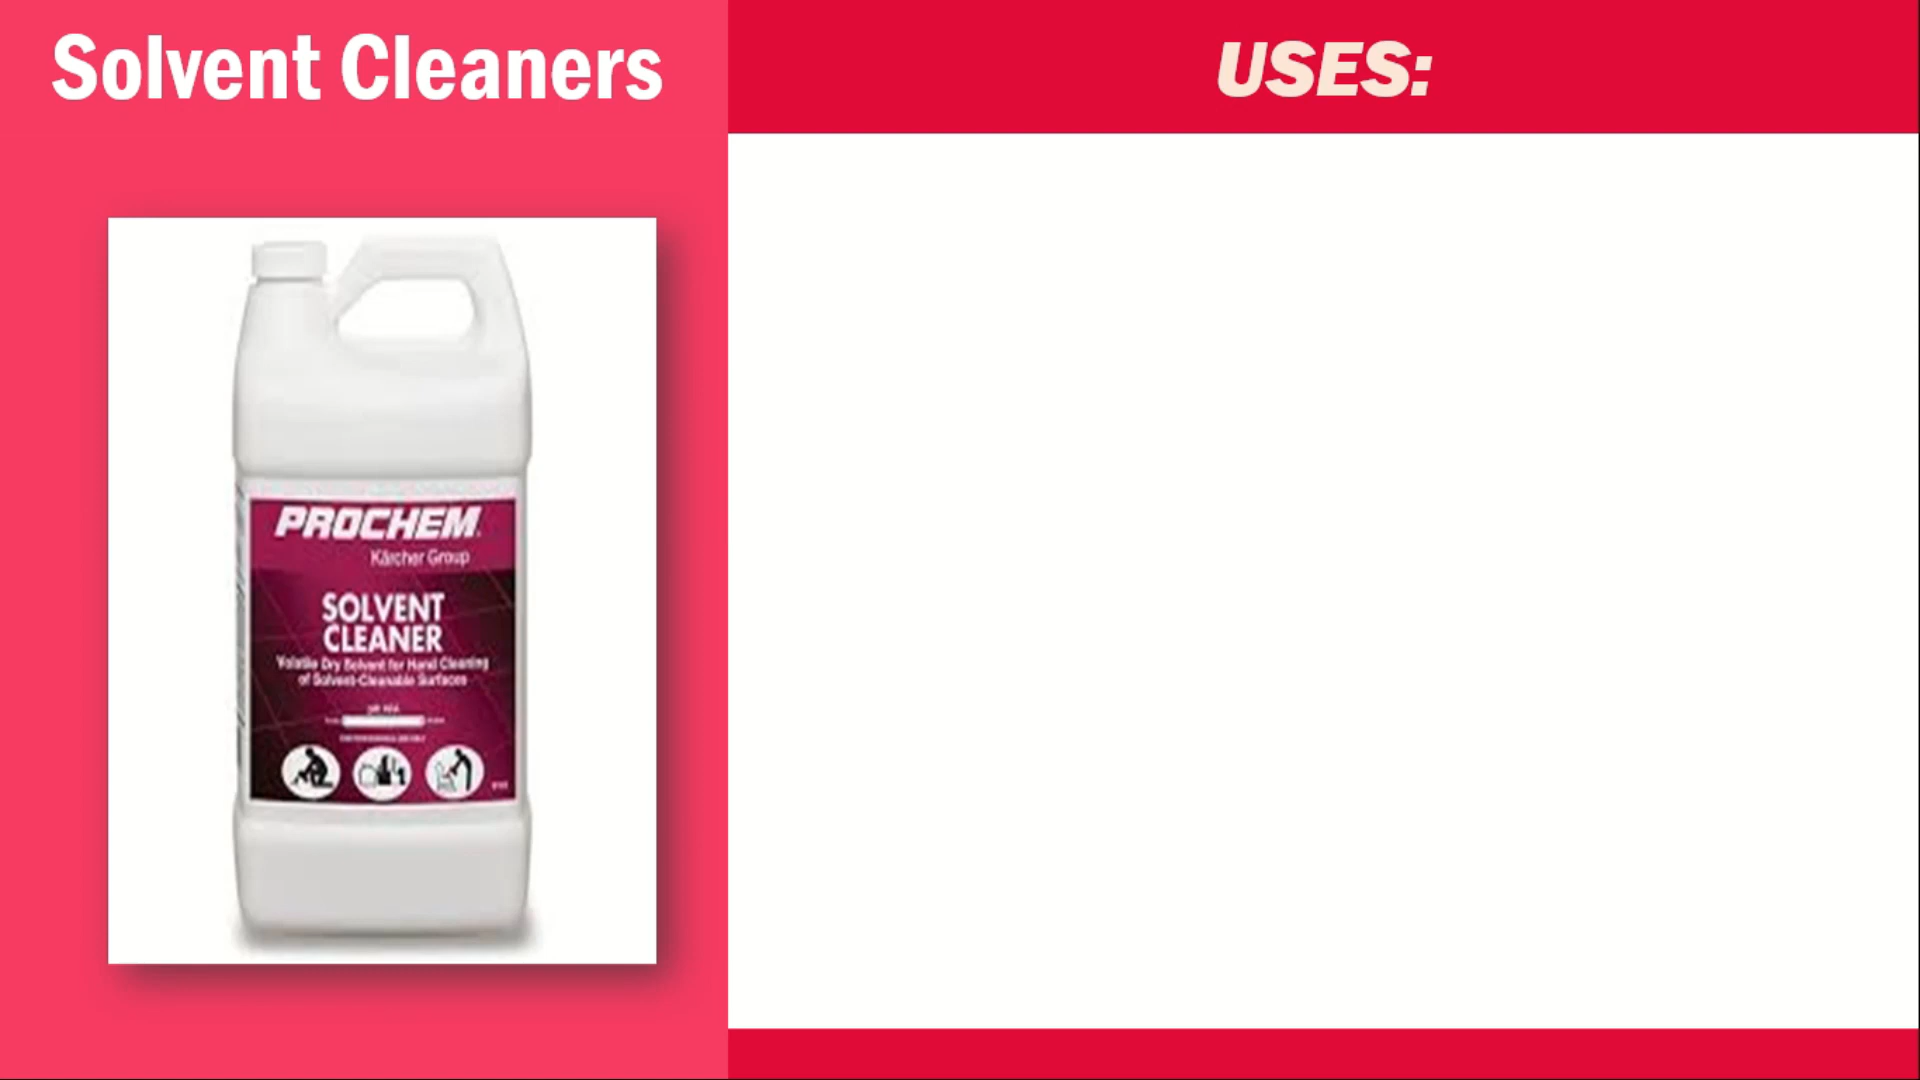 Solvent Cleaners
USES:
PROCHEM
Kärcher Group
SOLVENT
CLEANER
Volatile Dry Solvent for Hand Cleaning
of Solvent-Cleanable Surfaces